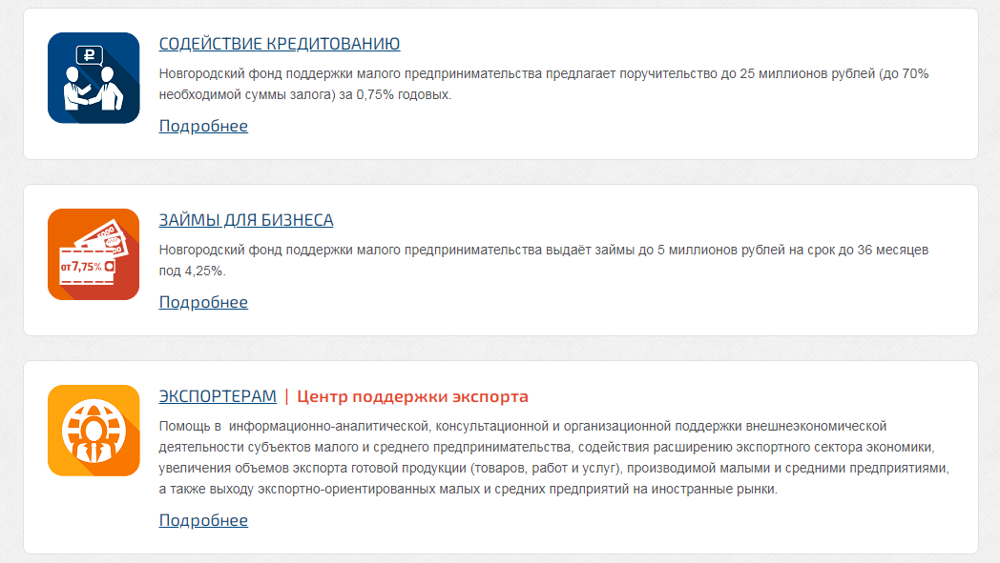 СОДЕЙСТВИЕ КРЕДИТОВАНИЮ
Новгородский фонд поддержки малого предпринимательства предлагает поручительство до 25 миллионов рублей (до 70%
необходимой суммы залога) за 0,75% годовых.
Подробнее
ЗАЙМЫ ДЛЯ БИЗНЕСА
от 7,75%
Новгородский фонд поддержки малого предпринимательства выдаёт займы до 5 миллионов рублей на срок до 36 месяцев
под 4,25%.
Подробнее
ЭКСПОРТЕРАМ | Центр поддержки экспорта
Помощь в информационно-аналитической, консультационной и организационной поддержки внешнеэкономической
деятельности субъектов малого и среднего предпринимательства, содействия расширению экспортного сектора экономики,
увеличения объемов экспорта готовой продукции (товаров, работ и услуг), производимой малыми и средними предприятиями,
а также выходу экспортно-ориентированных малых и средних предприятий на иностранные рынки.
Подробнее